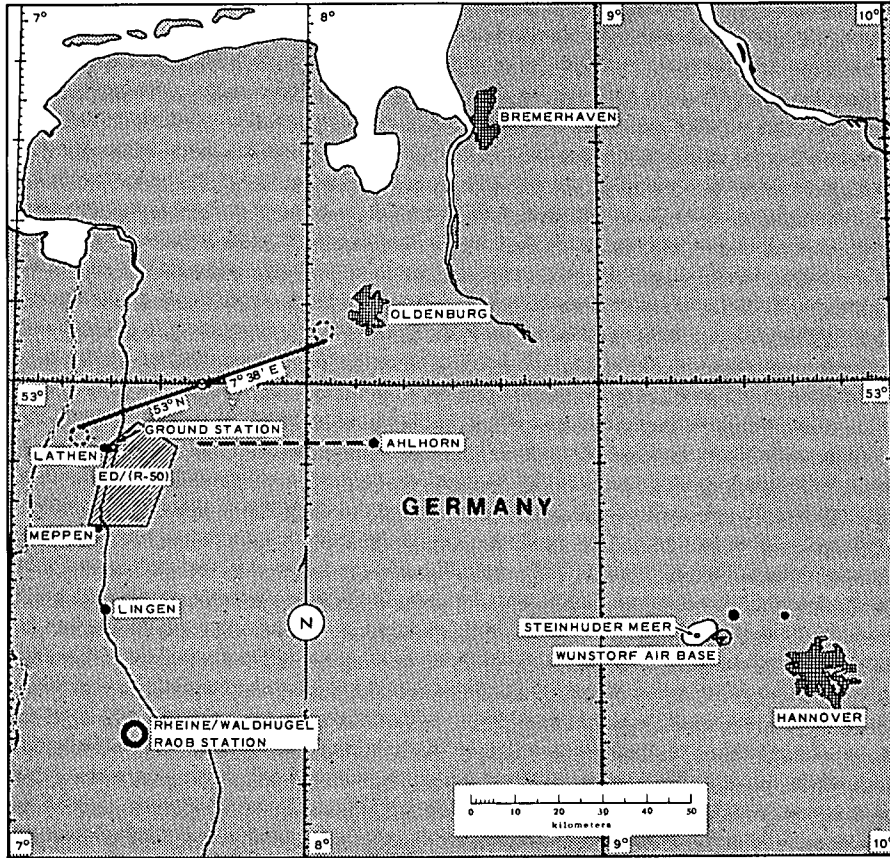 7°
8°
9°
10°
BREMERHAVEN
OLDENBURG
7° 38' E
53° N
53°
53°
GROUND STATION
LATHEN
AHLHORN
ED/(R-50)
GERMANY
MEPPEN
LINGEN
N
STEINHUDER MEER
WUNSTORF AIR BASE
HANNOVER
RHEINE/WALDHUGEL
RAOB STATION
0 10 20 30 40 50
kilometers
7°
8°
9°
10°